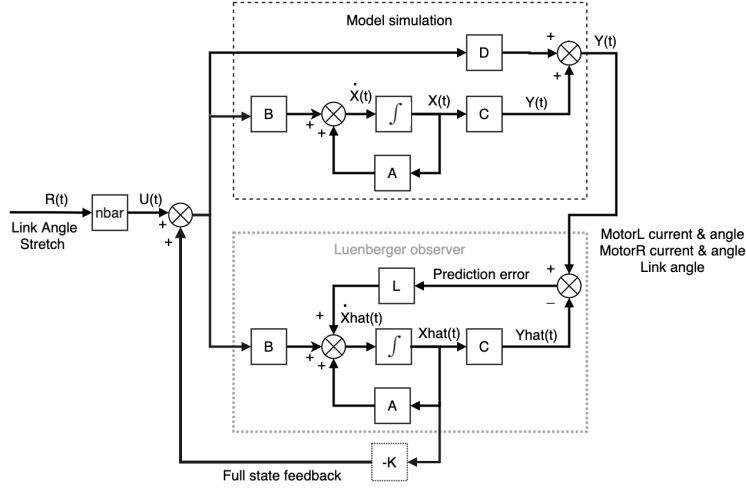 Model simulation
+
D
Y(t)
+
Ẋ(t)
X(t)
B
+
+
∫
C
Y(t)
A
R(t)
nbar
U(t)
+
+
Link Angle
Stretch
MotorL current & angle
MotorR current & angle
Link angle
Luenberger observer
+
L
Prediction error
−
+
Ẋhat(t)
Xhat(t)
Yhat(t)
B
+
+
∫
C
A
-K
Full state feedback